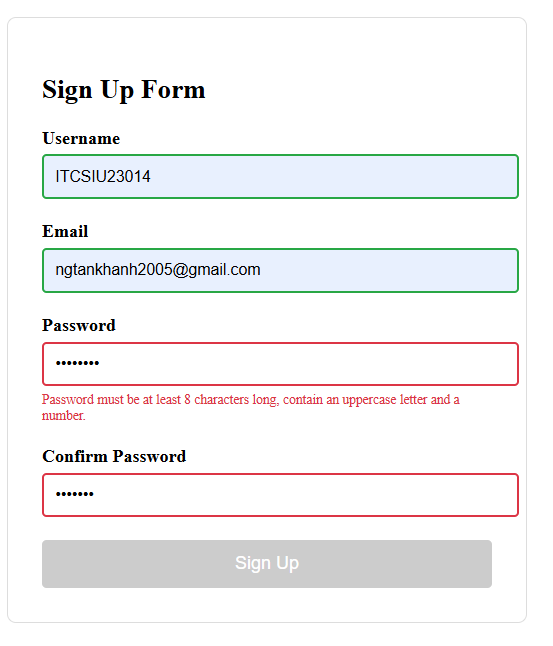 Sign Up Form
Username
ITCSIU23014
Email
ngtankhanh2005@gmail.com
Password
••••••••
Password must be at least 8 characters long, contain an uppercase letter and a
number.
Confirm Password
•••••••
Sign Up